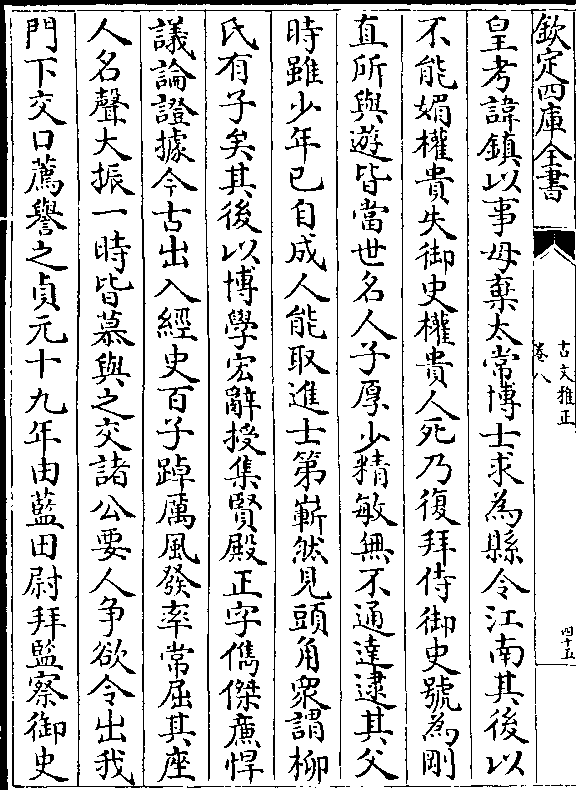 欽定四庫全書
古文雅正
卷八
四十五
皇考諱鎮以事母棄太常博士求為縣令江南其後以
不能媚權貴失御史權貴人死乃復拜侍御史號為剛
直所與遊皆當世名人子厚少精敏無不通達逮其父
時雖少年已自成人能取進士第嶄然見頭角衆謂柳
氏有子矣其後以博學宏辭授集賢殿正字儁傑廉悍
議論證據今古出入經史百子踔厲風發率常屈其座
人名聲大振一時皆慕與之交諸公要人争欲令出我
門下交口薦譽之貞元十九年由藍田尉拜監察御史